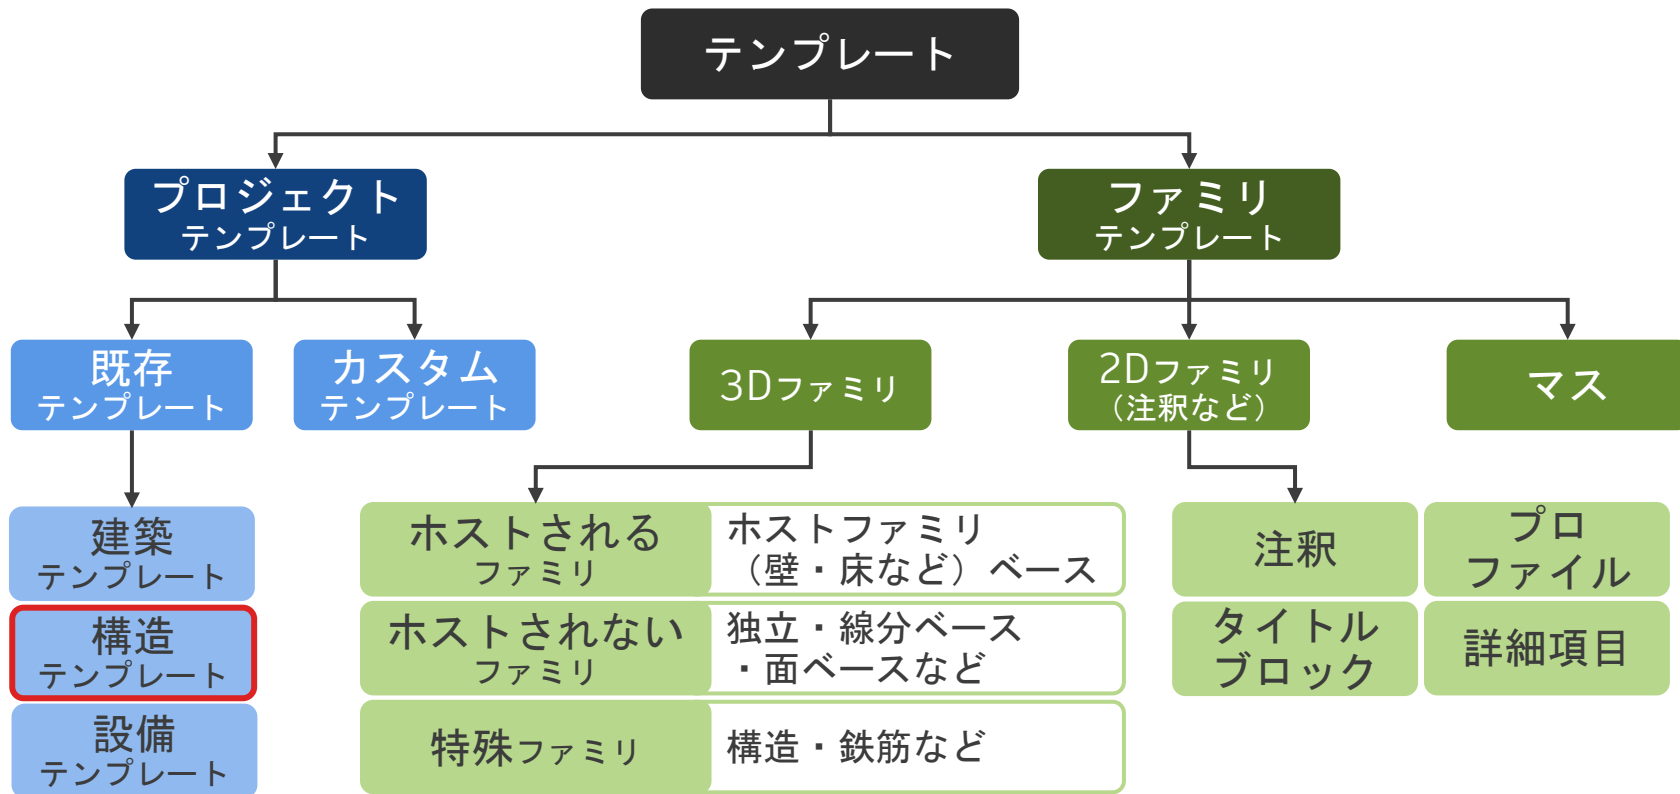 テンプレート
プロジェクト
テンプレート
ファミリ
テンプレート
既存
テンプレート
カスタム
テンプレート
3Dファミリ
2Dファミリ
（注釈など）
マス
建築
テンプレート
構造
テンプレート
設備
テンプレート
ホストされる
ファミリ
ホストファミリ
（壁・床など）ベース
ホストされない
ファミリ
独立・線分ベース
・面ベースなど
特殊ファミリ
構造・鉄筋など
注釈
プロ
ファイル
タイトル
ブロック
詳細項目